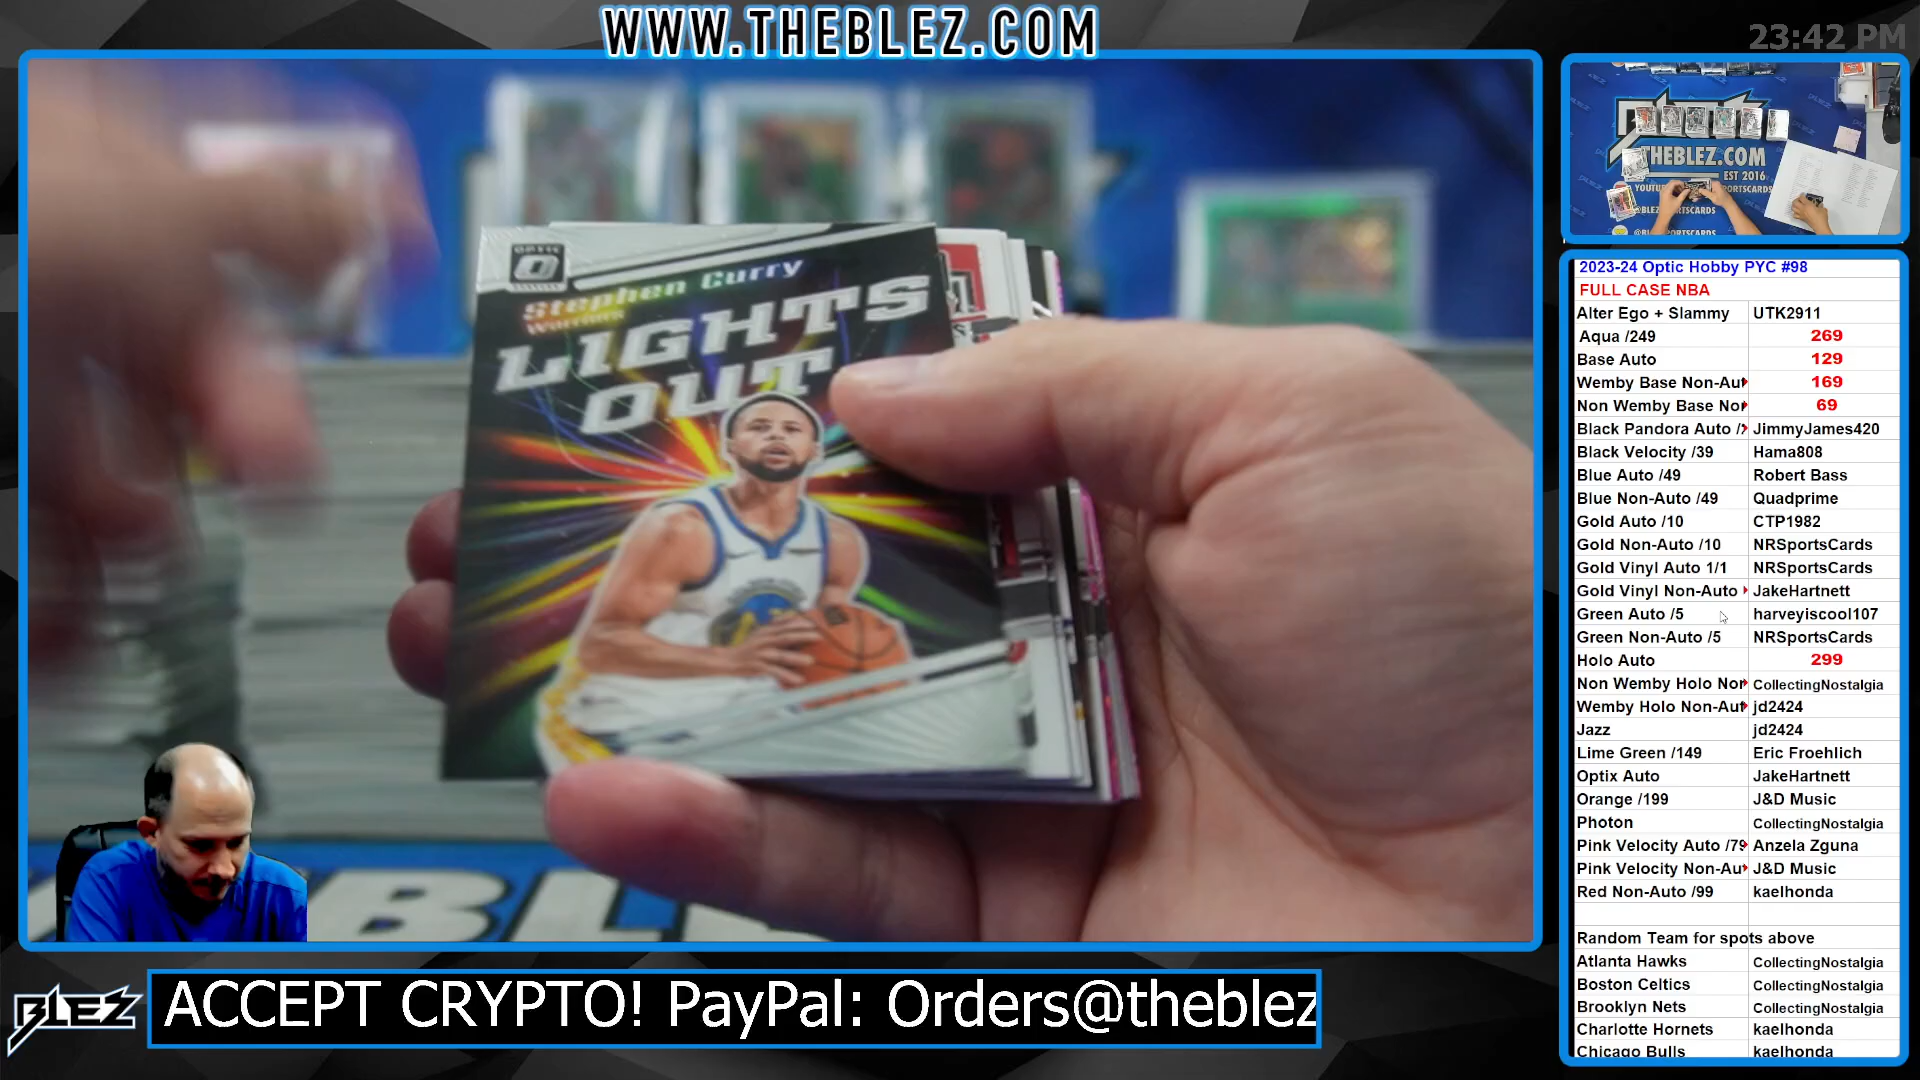 WWW.THEBLEZ.COM
23:42 PM
OPTIC
Stephen Curry
Warriors
LIGHTS
OUT
THEBLEZ.COM
EST 2016
2023-24 Optic Hobby PYC #98
FULL CASE NBA
Alter Ego + Slammy UTK2911
Aqua /249 269
Base Auto 129
Wemby Base Non-Aut 169
Non Wemby Base Nor 69
Black Pandora Auto / JimmyJames420
Black Velocity /39 Hama808
Blue Auto /49 Robert Bass
Blue Non-Auto /49 Quadprime
Gold Auto /10 CTP1982
Gold Non-Auto /10 NRSportsCards
Gold Vinyl Auto 1/1 NRSportsCards
Gold Vinyl Non-Auto JakeHartnett
Green Auto /5 harveyiscool107
Green Non-Auto /5 NRSportsCards
Holo Auto 299
Non Wemby Holo Nor CollectingNostalgia
Wemby Holo Non-Aut jd2424
Jazz jd2424
Lime Green /149 Eric Froehlich
Optix Auto JakeHartnett
Orange /199 J&D Music
Photon CollectingNostalgia
Pink Velocity Auto /79 Anzela Zguna
Pink Velocity Non-Au J&D Music
Red Non-Auto /99 kaelhonda
Random Team for spots above
Atlanta Hawks CollectingNostalgia
Boston Celtics CollectingNostalgia
Brooklyn Nets CollectingNostalgia
Charlotte Hornets kaelhonda
Chicago Bulls kaelhonda
BLEZ
ACCEPT CRYPTO! PayPal: Orders@theblez